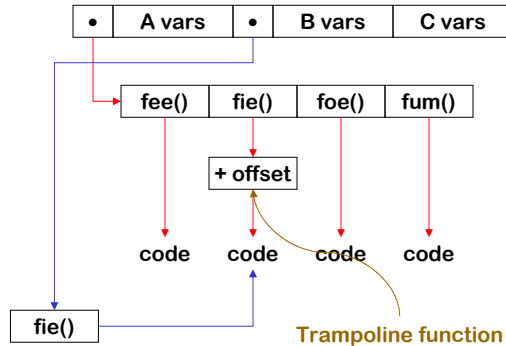 • A vars • B vars C vars
fee() fie() foe() fum()
+ offset
code code code code
fie()
Trampoline function